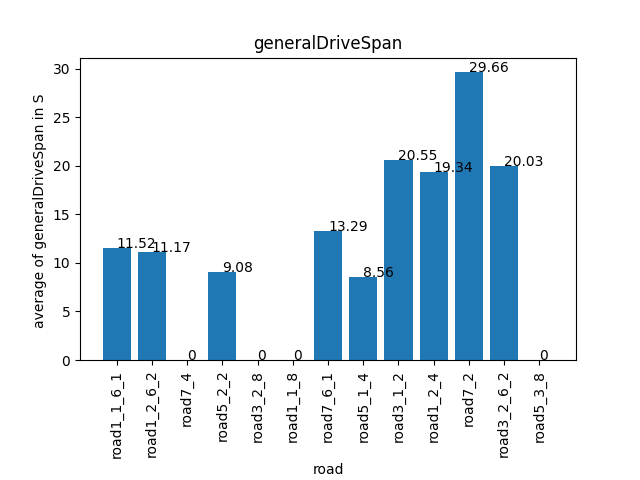 generalDriveSpan
average of generalDriveSpan in S
30
25
20
15
10
5
0
11.52
11.17
0
9.08
0
0
13.29
8.56
20.55
19.34
29.66
20.03
0
road1_1_6_1
road1_2_6_2
road7_4
road5_2_2
road3_2_8
road1_1_8
road7_6_1
road5_1_4
road3_1_2
road1_2_4
road7_2
road3_2_6_2
road5_3_8
road